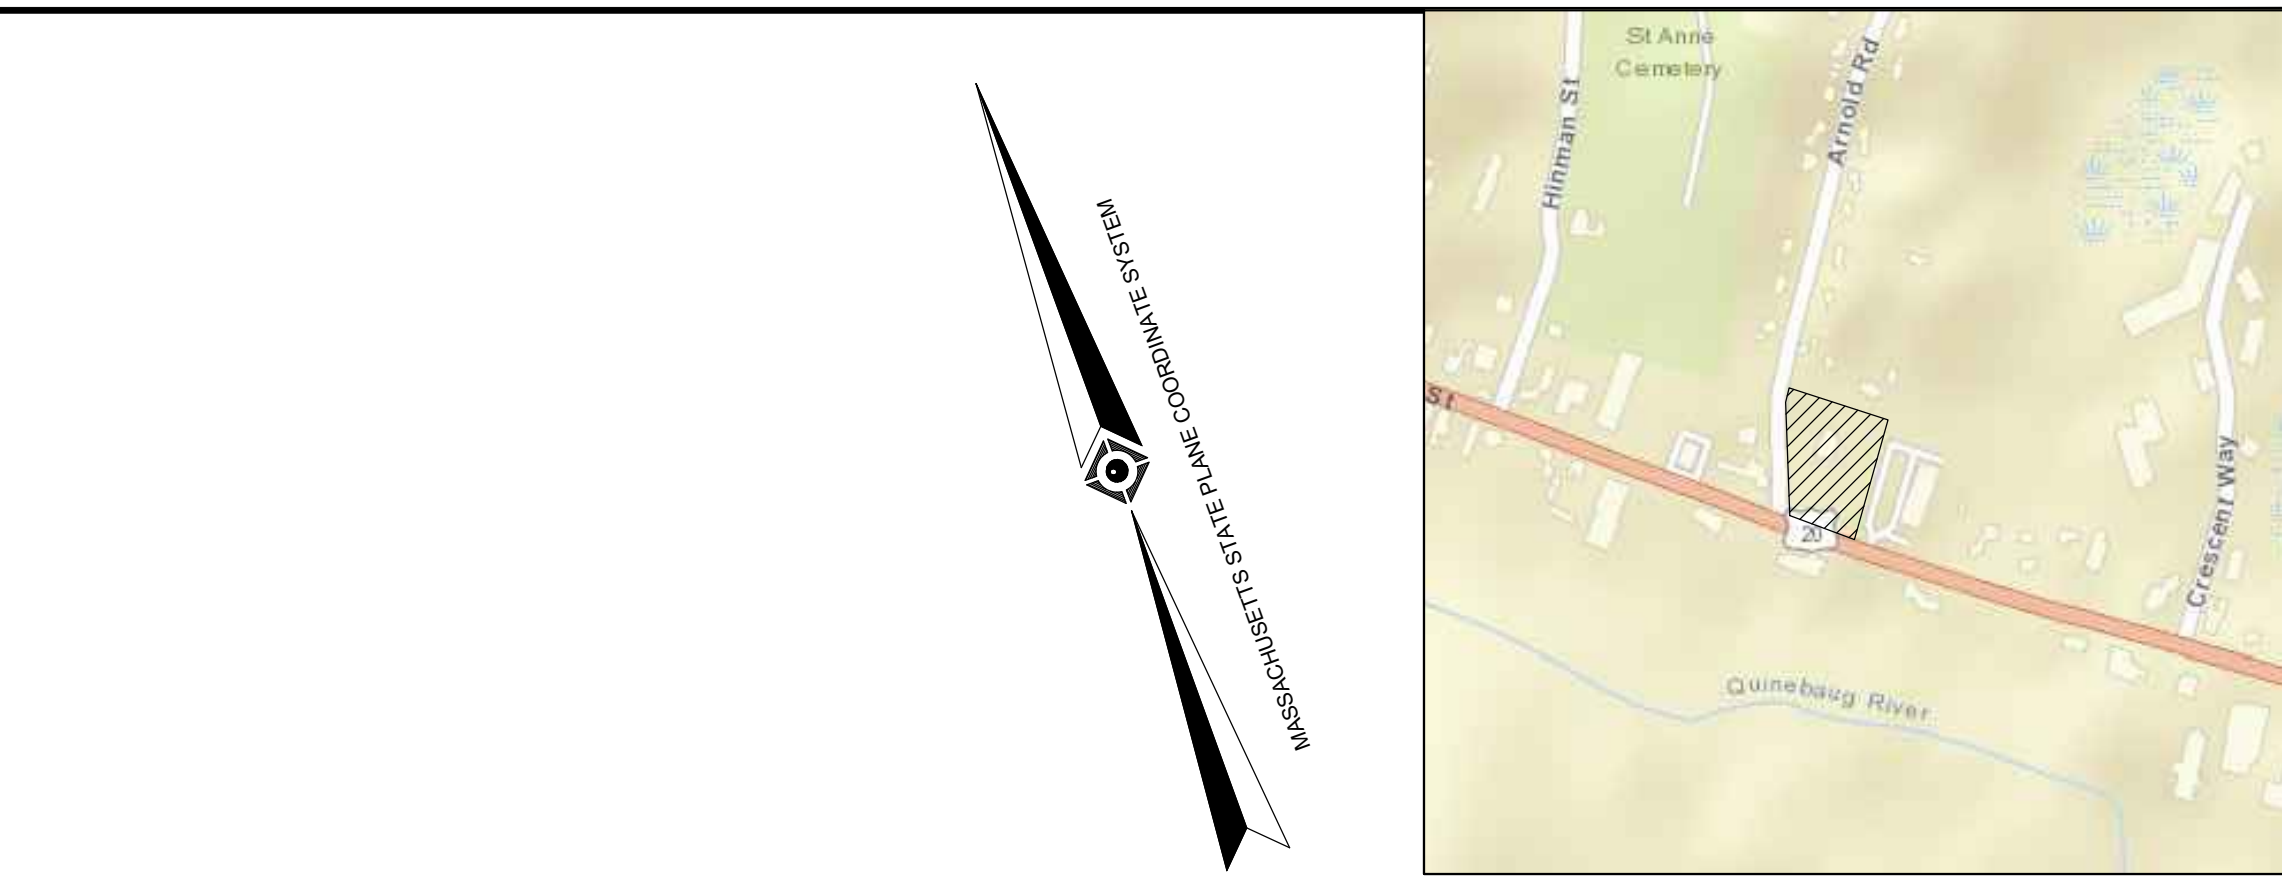 MASSACHUSETTS STATE PLANE COORDINATE SYSTEM
St Anne
Cemetery
Hinman St
Arnold Rd
St
20
Crescent Way
Quinebaug River